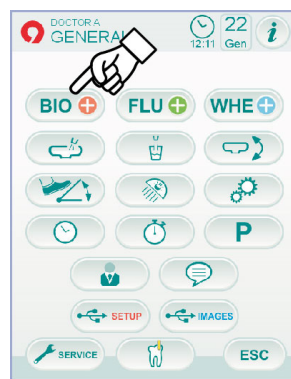 DOCTOR A
GENERAL
12:11
22
Gen
i
BIO
FLU
WHE
P
SETUP
IMAGES
SERVICE
ESC